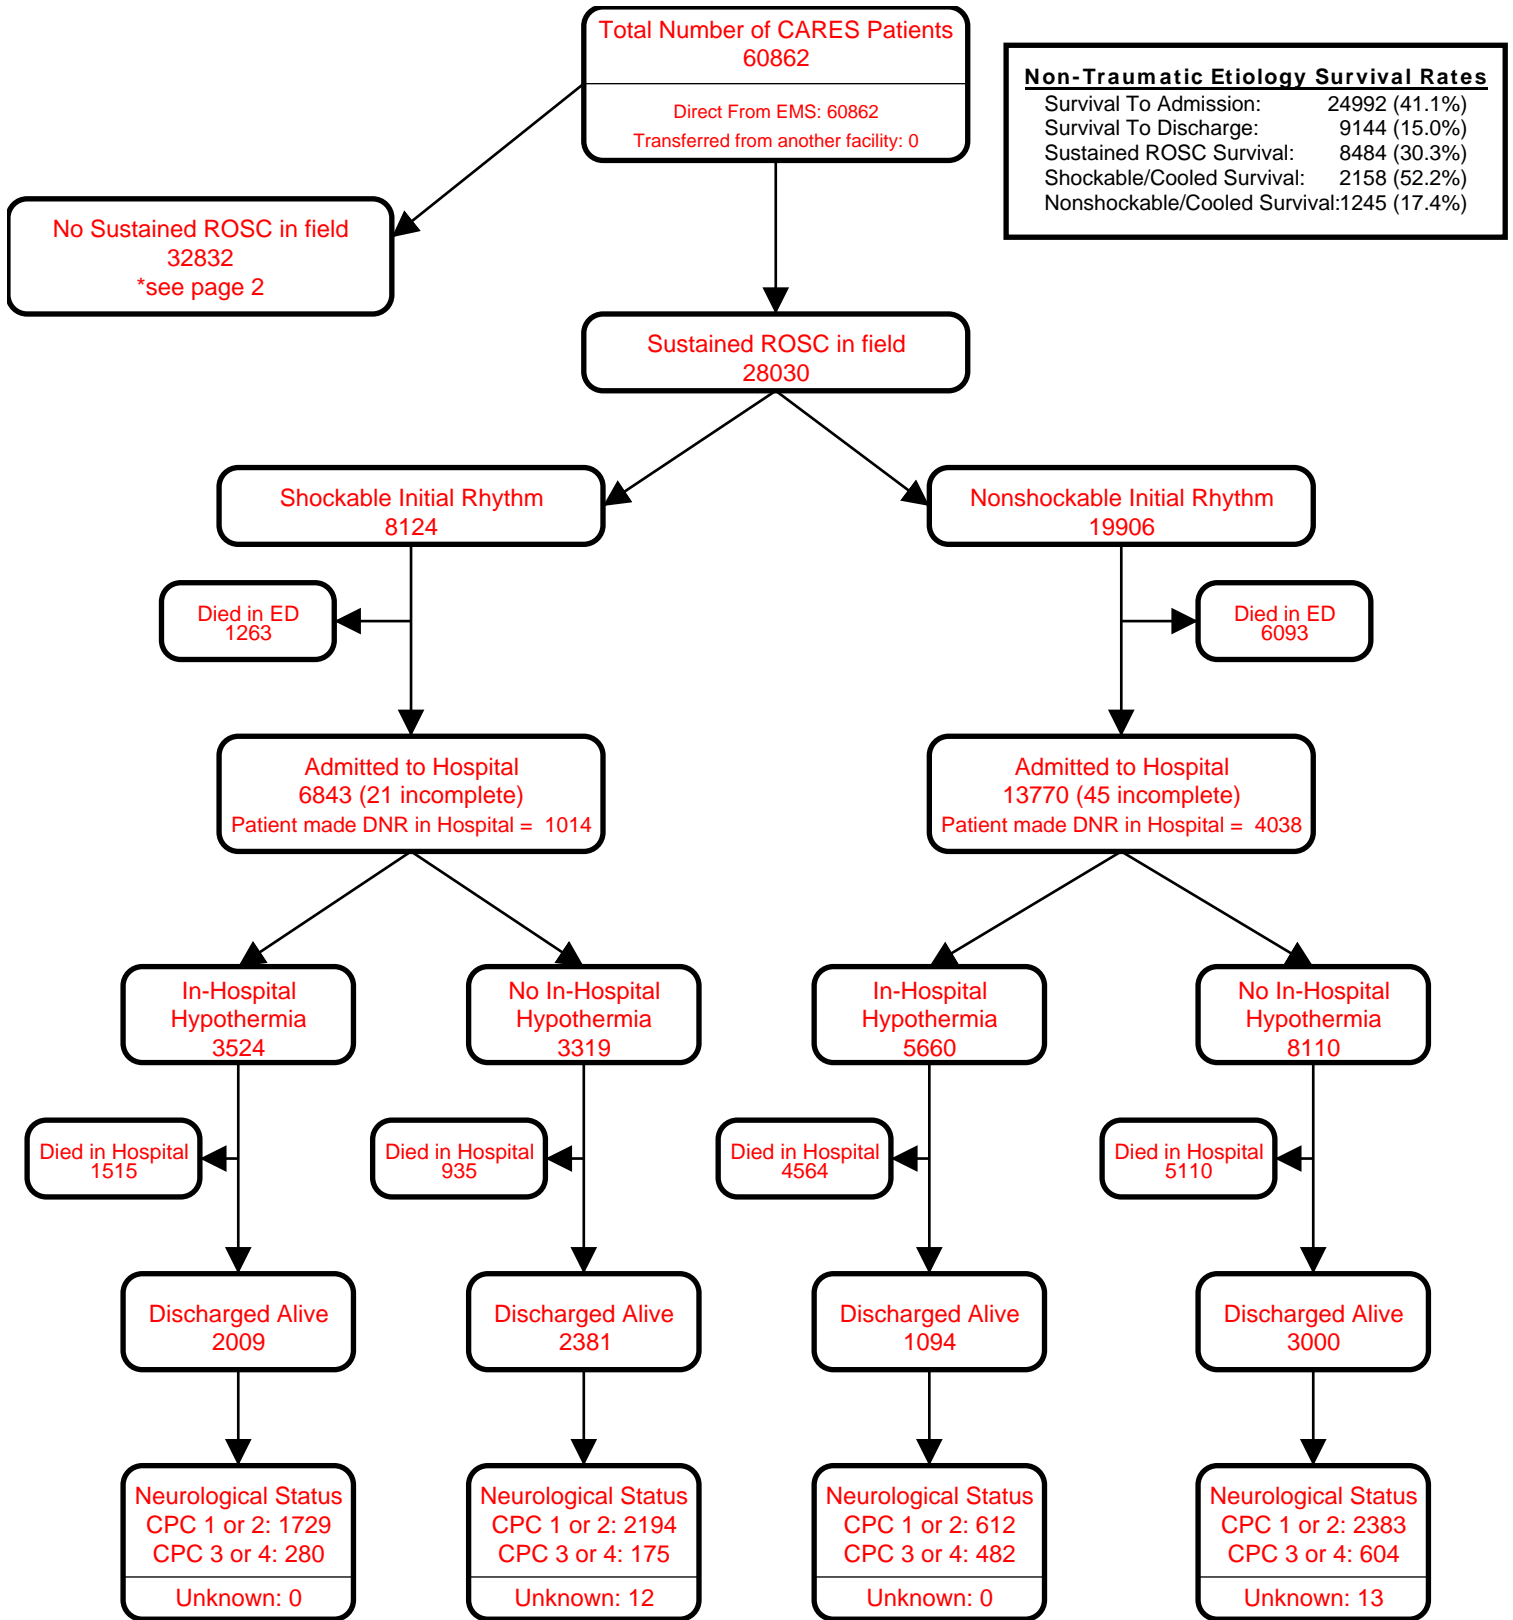 Total Number of CARES Patients
60862
Direct From EMS: 60862
Transferred from another facility: 0
Non-Traumatic Etiology Survival Rates
Survival To Admission: 24992 (41.1%)
Survival To Discharge: 9144 (15.0%)
Sustained ROSC Survival: 8484 (30.3%)
Shockable/Cooled Survival: 2158 (52.2%)
Nonshockable/Cooled Survival:1245 (17.4%)
No Sustained ROSC in field
32832
*see page 2
Sustained ROSC in field
28030
Shockable Initial Rhythm
8124
Nonshockable Initial Rhythm
19906
Died in ED
1263
Died in ED
6093
Admitted to Hospital
6843 (21 incomplete)
Patient made DNR in Hospital = 1014
Admitted to Hospital
13770 (45 incomplete)
Patient made DNR in Hospital = 4038
In-Hospital
Hypothermia
3524
No In-Hospital
Hypothermia
3319
In-Hospital
Hypothermia
5660
No In-Hospital
Hypothermia
8110
Died in Hospital
1515
Died in Hospital
935
Died in Hospital
4564
Died in Hospital
5110
Discharged Alive
2009
Discharged Alive
2381
Discharged Alive
1094
Discharged Alive
3000
Neurological Status
CPC 1 or 2: 1729
CPC 3 or 4: 280
Unknown: 0
Neurological Status
CPC 1 or 2: 2194
CPC 3 or 4: 175
Unknown: 12
Neurological Status
CPC 1 or 2: 612
CPC 3 or 4: 482
Unknown: 0
Neurological Status
CPC 1 or 2: 2383
CPC 3 or 4: 604
Unknown: 13